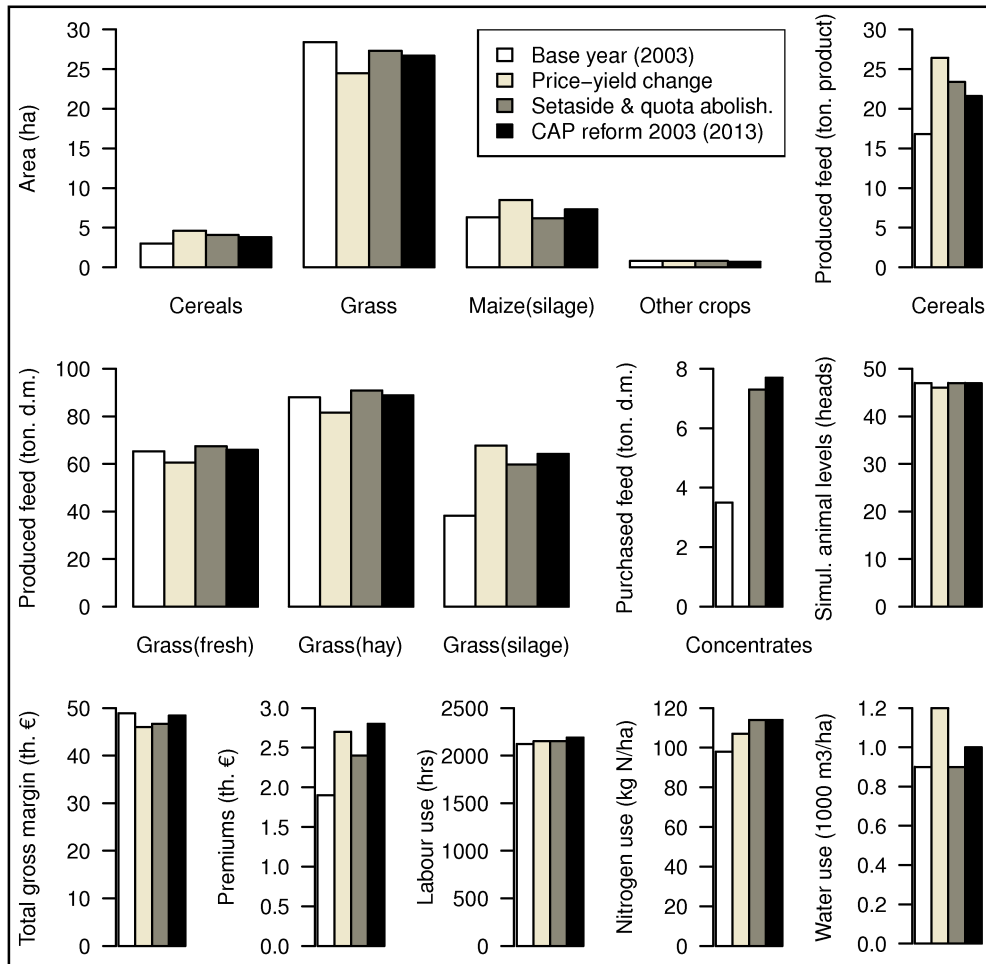 Area (ha)
30
25
20
15
10
5
0
Cereals
Grass
Maize(silage)
Other crops
Base year (2003)
Price−yield change
Setaside & quota abolish.
CAP reform 2003 (2013)
Produced feed (ton. product)
30
25
20
15
10
5
0
Cereals
Produced feed (ton. d.m.)
100
80
60
40
20
0
Grass(fresh)
Grass(hay)
Grass(silage)
Purchased feed (ton. d.m.)
8
6
4
2
0
Concentrates
Simul. animal levels (heads)
50
40
30
20
10
0
Total gross margin (th. €)
50
40
30
20
10
0
Premiums (th. €)
3.0
2.5
2.0
1.5
1.0
0.5
0.0
Labour use (hrs)
2500
2000
1500
1000
500
0
Nitrogen use (kg N/ha)
120
100
80
60
40
20
0
Water use (1000 m3/ha)
1.2
1.0
0.8
0.6
0.4
0.2
0.0